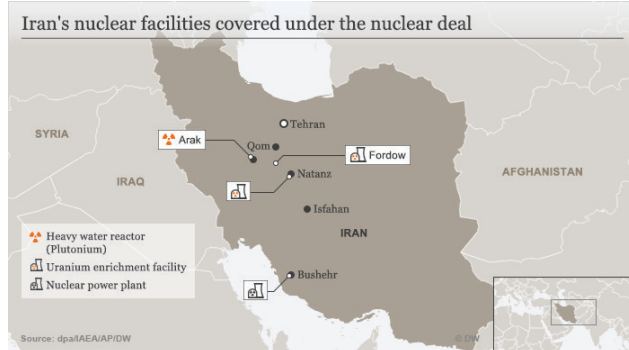 Iran's nuclear facilities covered under the nuclear deal
SYRIA
Arak
Tehran
Qom
Fordow
AFGHANISTAN
IRAQ
Natanz
Isfahan
IRAN
Heavy water reactor
(Plutonium)
Uranium enrichment facility
Nuclear power plant
Bushehr
Source: dpa/IAEA/AP/DW
© DW